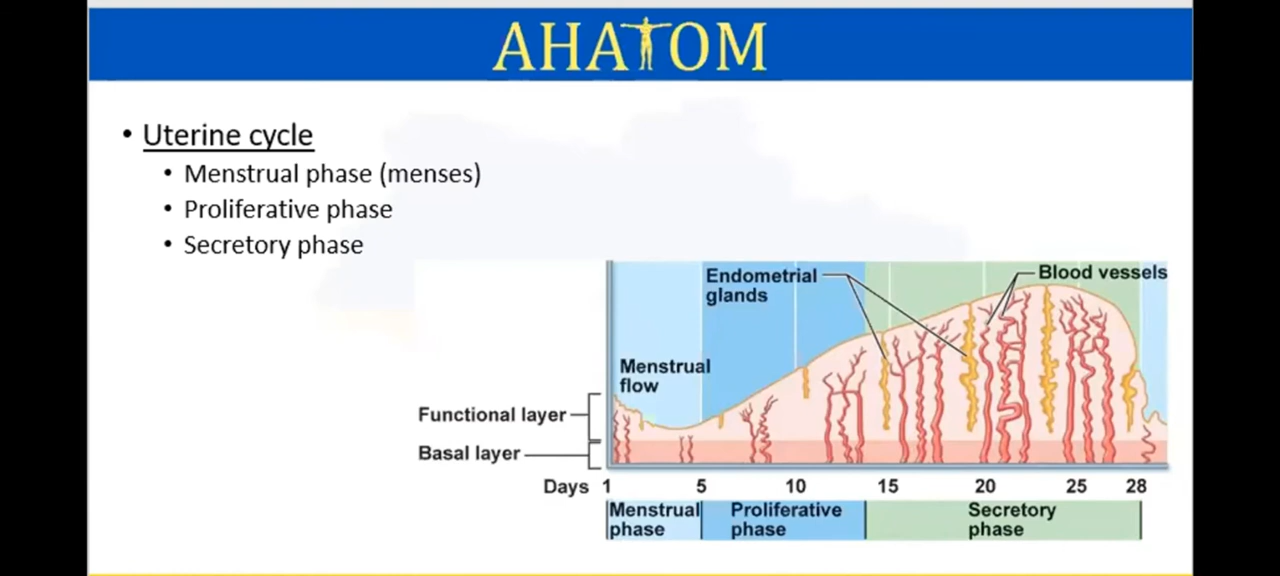 AHATOM
• Uterine cycle
• Menstrual phase (menses)
• Proliferative phase
• Secretory phase
Endometrial
glands
Blood vessels
Menstrual
flow
Functional layer
Basal layer
Days 1 5 10 15 20 25 28
Menstrual
phase
Proliferative
phase
Secretory
phase